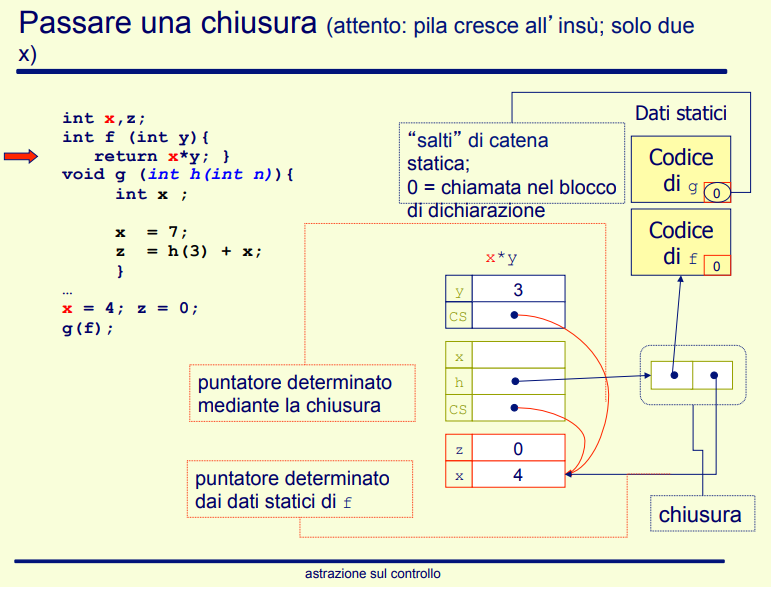 Passare una chiusura (attento: pila cresce all’insù; solo due
x)
int x,z;
int f (int y){
return x*y; }
void g (int h(int n)){
int x ;
x = 7;
z = h(3) + x;
}
…
x = 4; z = 0;
g(f);
“salti” di catena
statica;
0 = chiamata nel blocco
di dichiarazione
Dati statici
Codice
di g 0
Codice
di f 0
x*y
y 3
CS
x
h
CS
z 0
x 4
puntatore determinato
mediante la chiusura
puntatore determinato
dai dati statici di f
chiusura
astrazione sul controllo